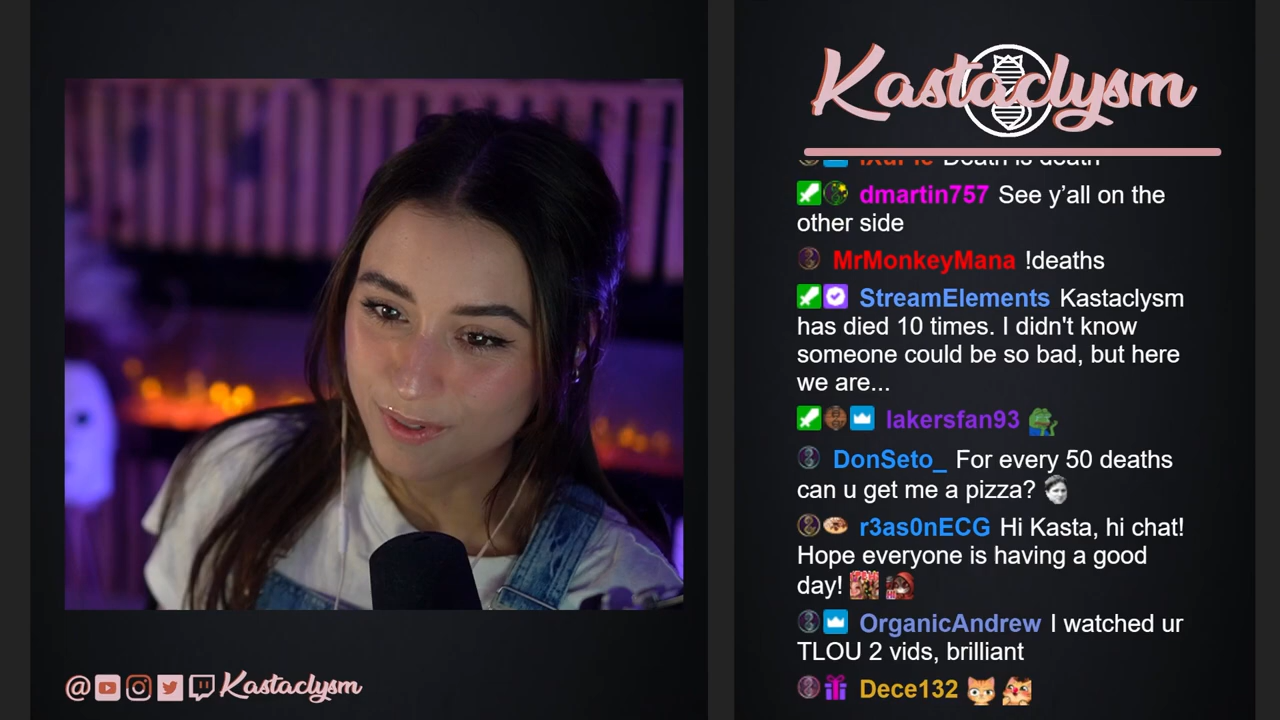 Kastaclysm
Death is death
dmartin757 See y’all on the
other side
MrMonkeyMana !deaths
StreamElements Kastaclysm
has died 10 times. I didn't know
someone could be so bad, but here
we are...
lakersfan93
DonSeto_ For every 50 deaths
can u get me a pizza?
r3as0nECG Hi Kasta, hi chat!
Hope everyone is having a good
day!
OrganicAndrew I watched ur
TLOU 2 vids, brilliant
Dece132
@ Kastaclysm